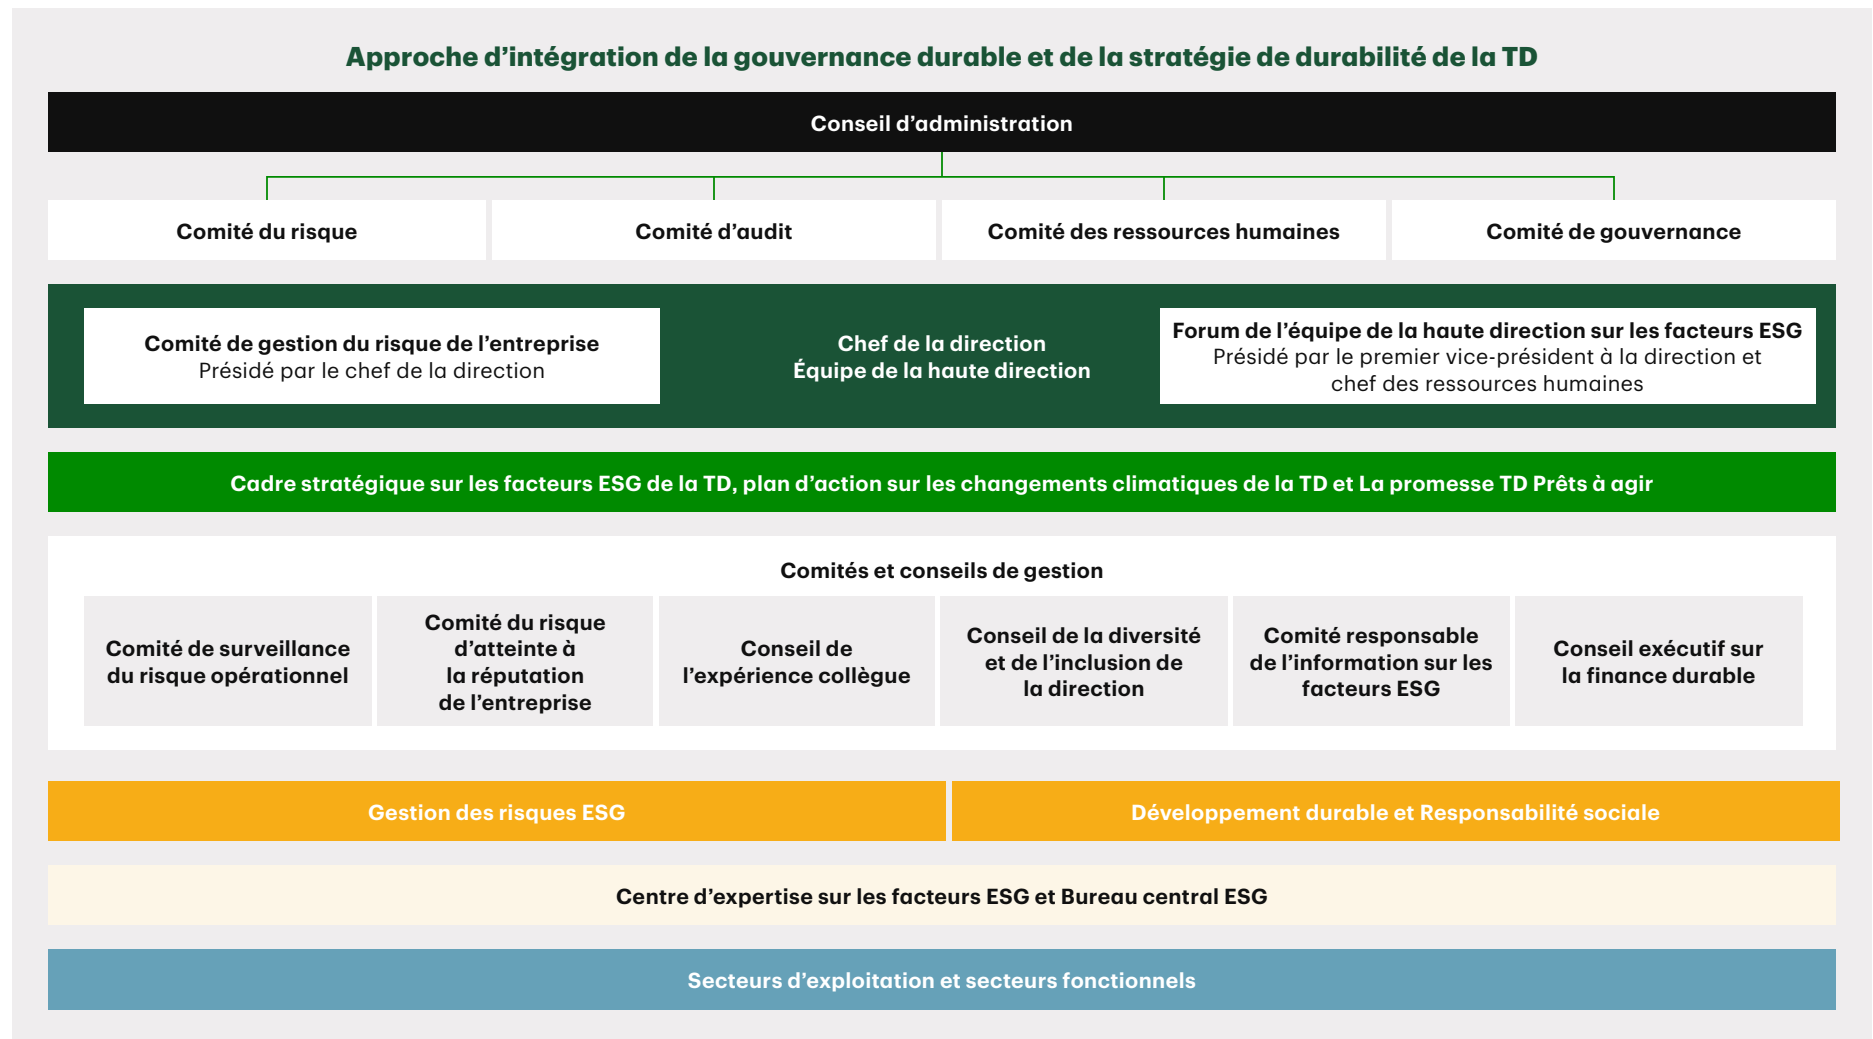 Approche d’intégration de la gouvernance durable et de la stratégie de durabilité de la TD
Conseil d’administration
Comité du risque
Comité d’audit
Comité des ressources humaines
Comité de gouvernance
Comité de gestion du risque de l’entreprise
Présidé par le chef de la direction
Chef de la direction
Équipe de la haute direction
Forum de l’équipe de la haute direction sur les facteurs ESG
Présidé par le premier vice-président à la direction et
chef des ressources humaines
Cadre stratégique sur les facteurs ESG de la TD, plan d’action sur les changements climatiques de la TD et La promesse TD Prêts à agir
Comités et conseils de gestion
Comité de surveillance
du risque opérationnel
Comité du risque
d’atteinte à
la réputation
de l’entreprise
Conseil de
l’expérience collègue
Conseil de la diversité
et de l’inclusion de
la direction
Comité responsable
de l’information sur les
facteurs ESG
Conseil exécutif sur
la finance durable
Gestion des risques ESG
Développement durable et Responsabilité sociale
Centre d’expertise sur les facteurs ESG et Bureau central ESG
Secteurs d’exploitation et secteurs fonctionnels